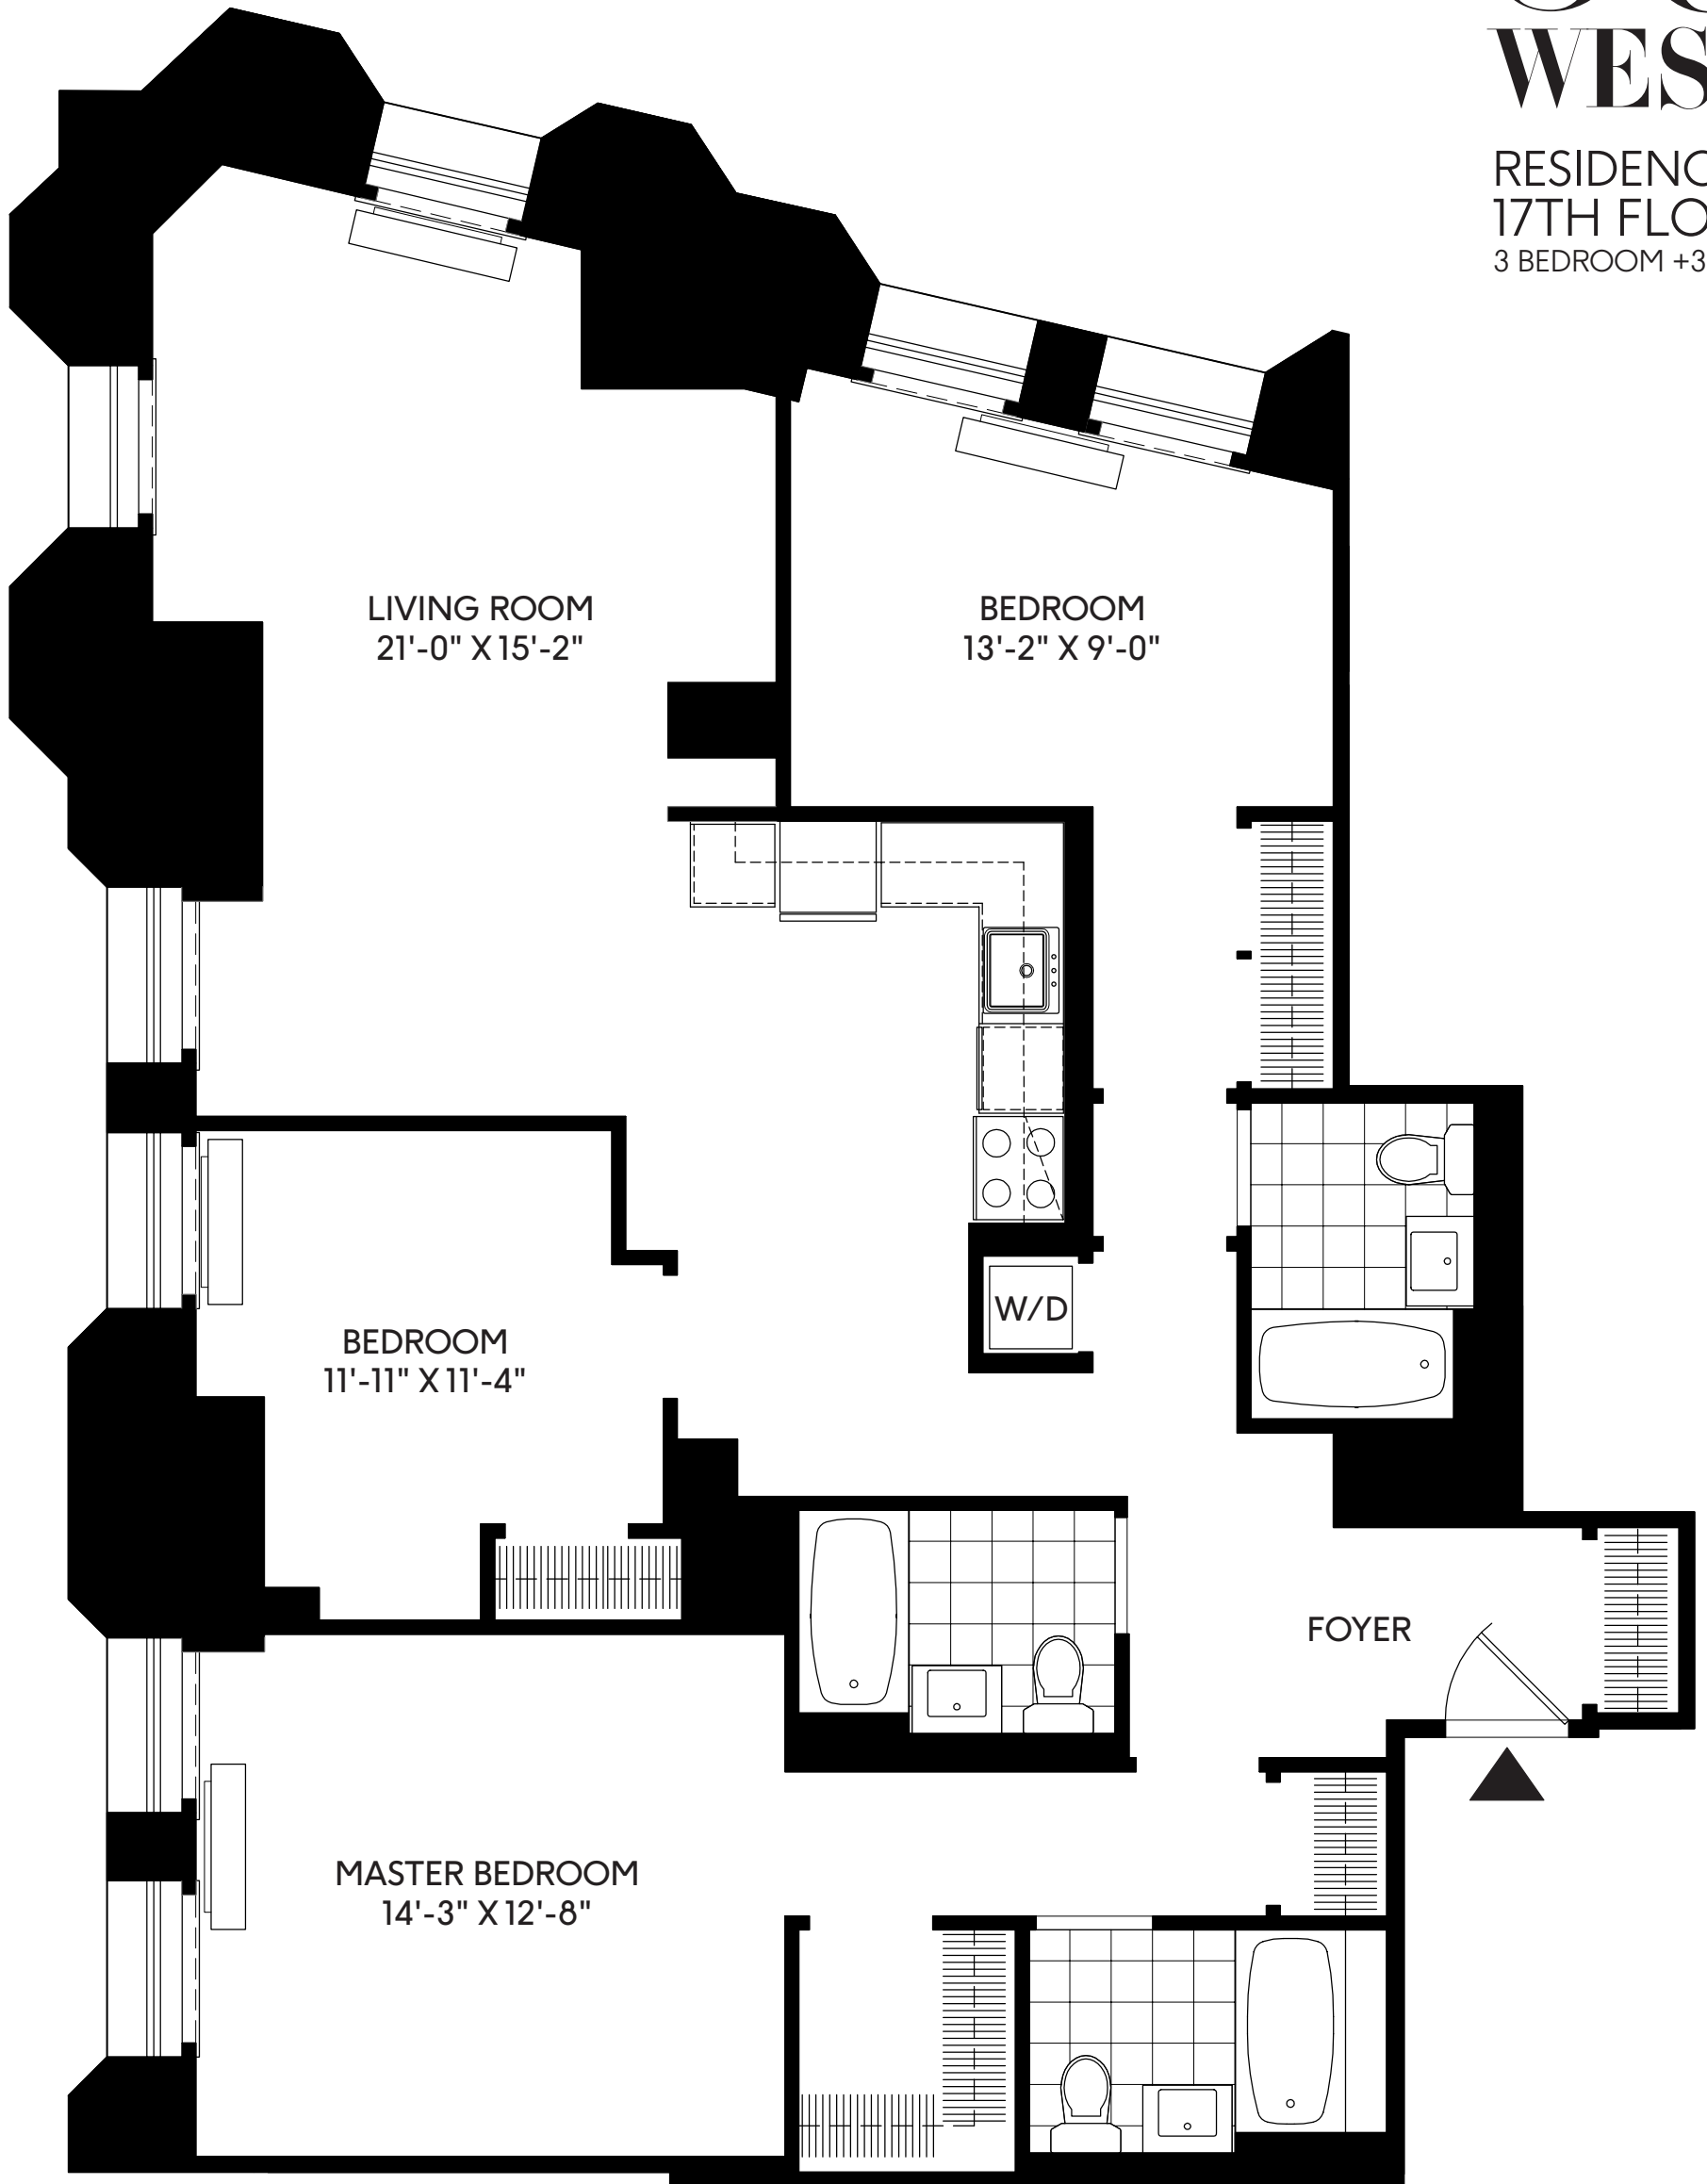 WES
RESIDENC
17TH FLO
3 BEDROOM +3
LIVING ROOM
21'-0" X 15'-2"
BEDROOM
13'-2" X 9'-0"
W/D
BEDROOM
11'-11" X 11'-4"
FOYER
MASTER BEDROOM
14'-3" X 12'-8"